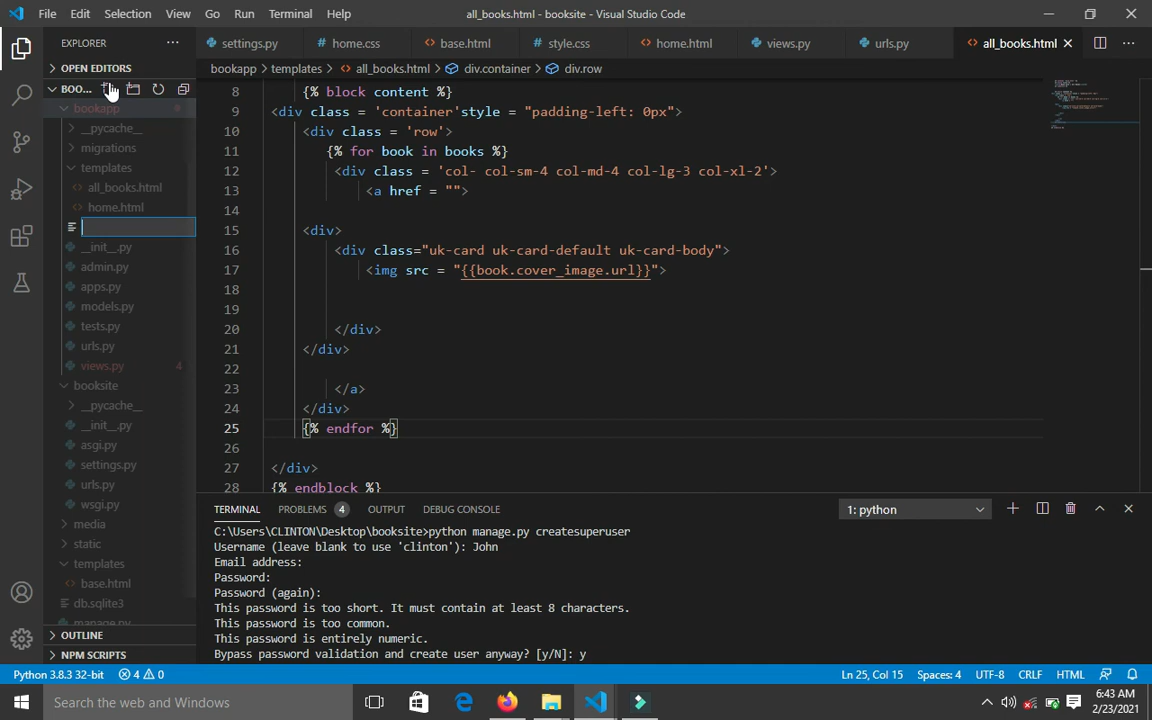 File Edit Selection View Go Run Terminal Help all_books.html - booksite - Visual Studio Code
EXPLORER settings.py home.css base.html style.css home.html views.py urls.py all_books.html
OPEN EDITORS
bookapp > templates > all_books.html > div.container > div.row
BOO...
bookapp
__pycache__
migrations
templates
all_books.html
home.html
__init__.py
admin.py
apps.py
models.py
tests.py
urls.py
views.py 4
booksite
__pycache__
__init__.py
asgi.py
settings.py
urls.py
wsgi.py
media
static
templates
base.html
db.sqlite3
manage.py
OUTLINE
NPM SCRIPTS
8 {% block content %}
9 <div class = 'container'style = "padding-left: 0px">
10 <div class = 'row'>
11 {% for book in books %}
12 <div class = 'col- col-sm-4 col-md-4 col-lg-3 col-xl-2'>
13 <a href = "">
14
15 <div>
16 <div class="uk-card uk-card-default uk-card-body">
17 <img src = "{{book.cover_image.url}}">
18
19
20 </div>
21 </div>
22
23 </a>
24 </div>
25 {% endfor %}
26
27 </div>
28 {% endblock %}
TERMINAL PROBLEMS 4 OUTPUT DEBUG CONSOLE 1: python
C:\Users\CLINTON\Desktop\booksite>python manage.py createsuperuser
Username (leave blank to use 'clinton'): John
Email address:
Password:
Password (again):
This password is too short. It must contain at least 8 characters.
This password is too common.
This password is entirely numeric.
Bypass password validation and create user anyway? [y/N]: y
Python 3.8.3 32-bit 4 0 Ln 25, Col 15 Spaces: 4 UTF-8 CRLF HTML
Search the web and Windows
6:43 AM
2/23/2021